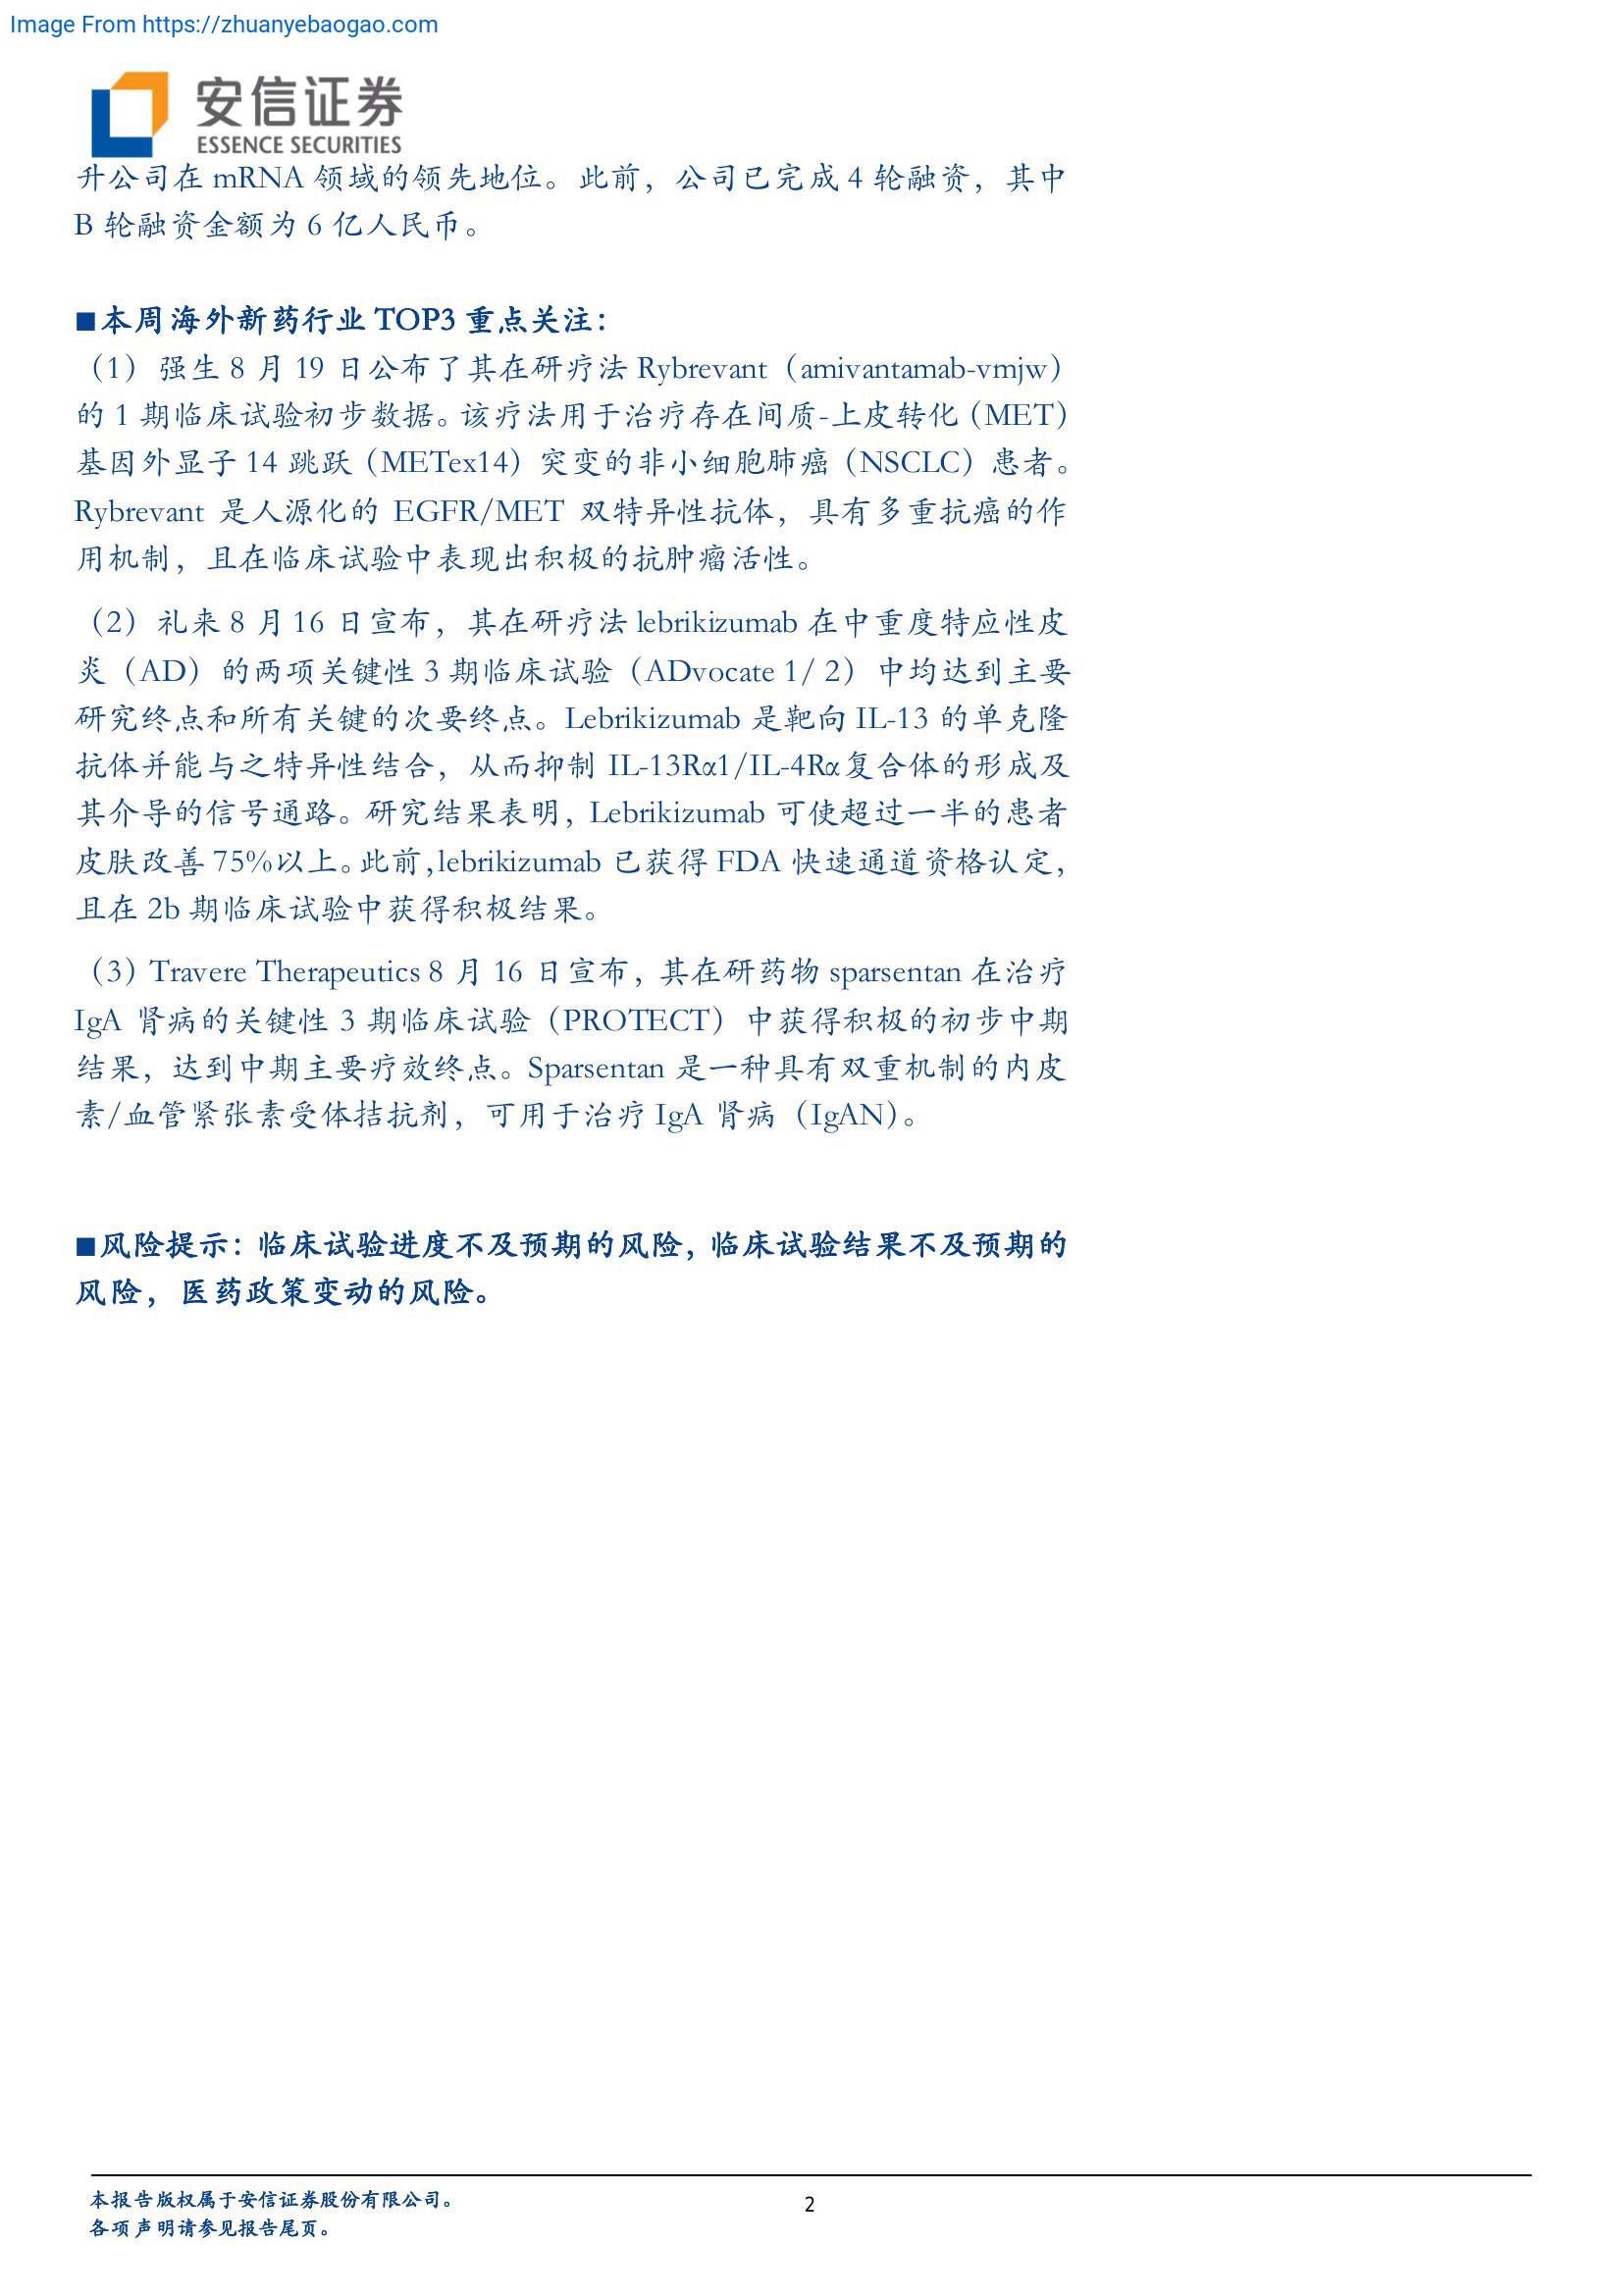 Image From https://zhuanyebaogao.com
安信证券
ESSENCE SECURITIES
升公司在 mRNA 领域的领先地位。此前，公司已完成 4 轮融资，其中
B 轮融资金额为 6 亿人民币。
■本周海外新药行业 TOP3 重点关注：
（1）强生 8 月 19 日公布了其在研疗法 Rybrevant（amivantamab-vmjw）
的 1 期临床试验初步数据。该疗法用于治疗存在间质-上皮转化（MET）
基因外显子 14 跳跃（METex14）突变的非小细胞肺癌（NSCLC）患者。
Rybrevant 是人源化的 EGFR/MET 双特异性抗体，具有多重抗癌的作
用机制，且在临床试验中表现出积极的抗肿瘤活性。
（2）礼来 8 月 16 日宣布，其在研疗法 lebrikizumab 在中重度特应性皮
炎（AD）的两项关键性 3 期临床试验（ADvocate 1/ 2）中均达到主要
研究终点和所有关键的次要终点。Lebrikizumab 是靶向 IL-13 的单克隆
抗体并能与之特异性结合，从而抑制 IL-13Rα1/IL-4Rα复合体的形成及
其介导的信号通路。研究结果表明，Lebrikizumab 可使超过一半的患者
皮肤改善 75%以上。此前，lebrikizumab 已获得 FDA 快速通道资格认定，
且在 2b 期临床试验中获得积极结果。
（3）Travere Therapeutics 8 月 16 日宣布，其在研药物 sparsentan 在治疗
IgA 肾病的关键性 3 期临床试验（PROTECT）中获得积极的初步中期
结果，达到中期主要疗效终点。Sparsentan 是一种具有双重机制的内皮
素/血管紧张素受体拮抗剂，可用于治疗 IgA 肾病（IgAN）。
■风险提示：临床试验进度不及预期的风险，临床试验结果不及预期的
风险，医药政策变动的风险。
本报告版权属于安信证券股份有限公司。
2
各项声明请参见报告尾页。